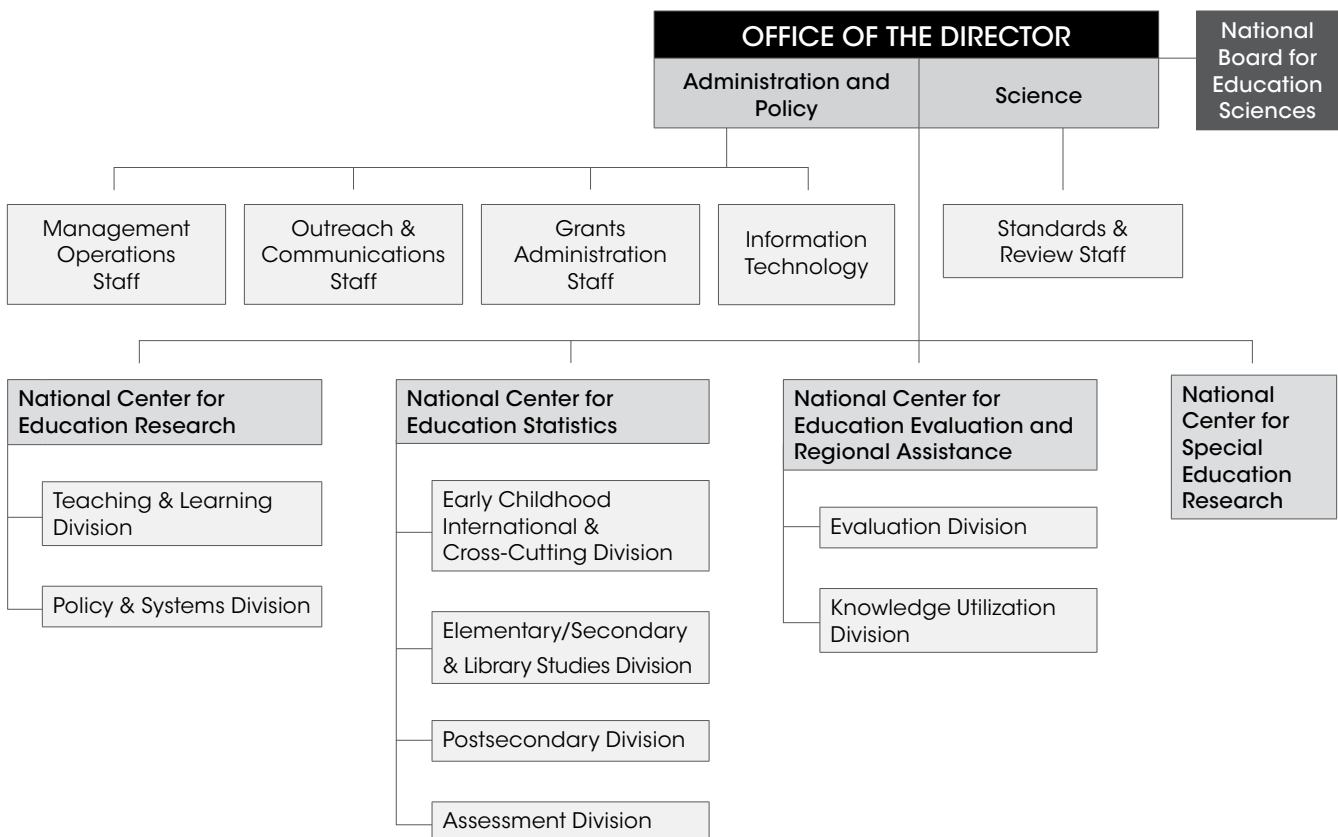 OFFICE OF THE DIRECTOR
Administration and
Policy
Science
National
Board for
Education
Sciences
Management
Operations
Staff
Outreach &
Communications
Staff
Grants
Administration
Staff
Information
Technology
Standards &
Review Staff
National Center for
Education Research
Teaching & Learning
Division
Policy & Systems Division
National Center for
Education Statistics
Early Childhood
International &
Cross-Cutting Division
Elementary/Secondary
& Library Studies Division
Postsecondary Division
Assessment Division
National Center for
Education Evaluation and
Regional Assistance
Evaluation Division
Knowledge Utilization
Division
National
Center for
Special
Education
Research